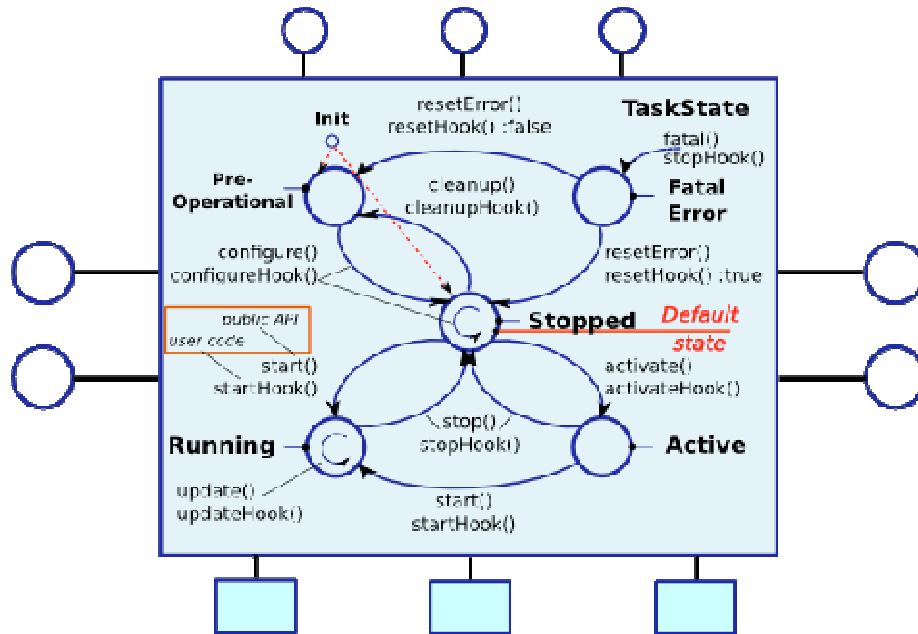 resetError()
resetHook() :false
TaskState
Init
fatal()
stopHook()
Pre-
Operational
cleanup()
cleanupHook()
Fatal
Error
configure()
configureHook()
resetError()
resetHook() :true
public API
user code
Stopped
Default
state
start()
startHook()
activate()
activateHook()
stop()
stopHook()
Running
Active
update()
updateHook()
start()
startHook()